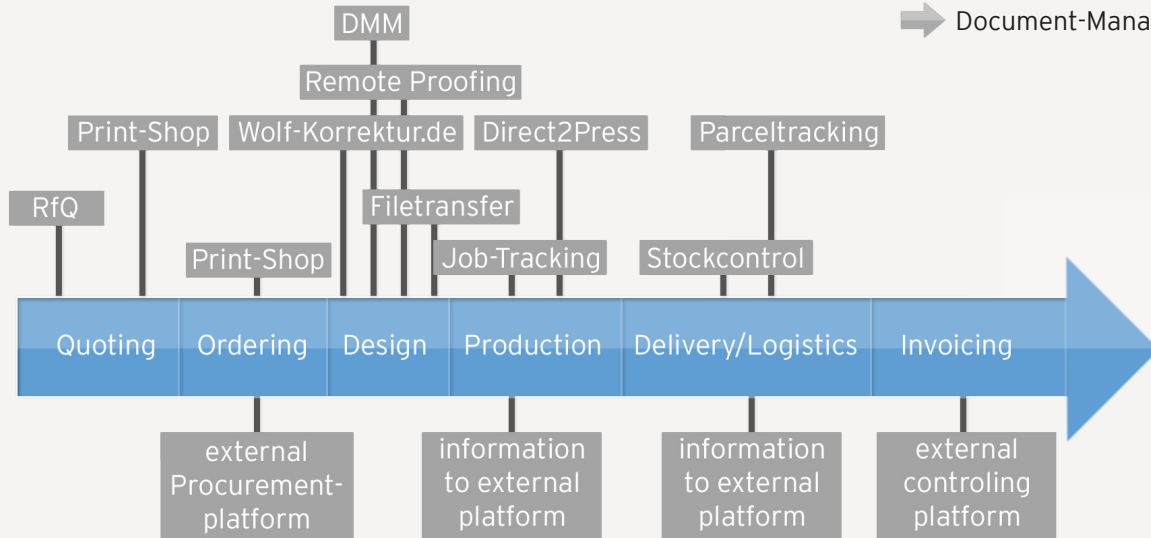 DMM
Document-Mana
Remote Proofing
Print-Shop
Wolf-Korrektur.de
Direct2Press
Parceltracking
RfQ
Filetransfer
Print-Shop
Job-Tracking
Stockcontrol
Quoting
Ordering
Design
Production
Delivery/Logistics
Invoicing
external
Procurement-
platform
information
to external
platform
information
to external
platform
external
controling
platform